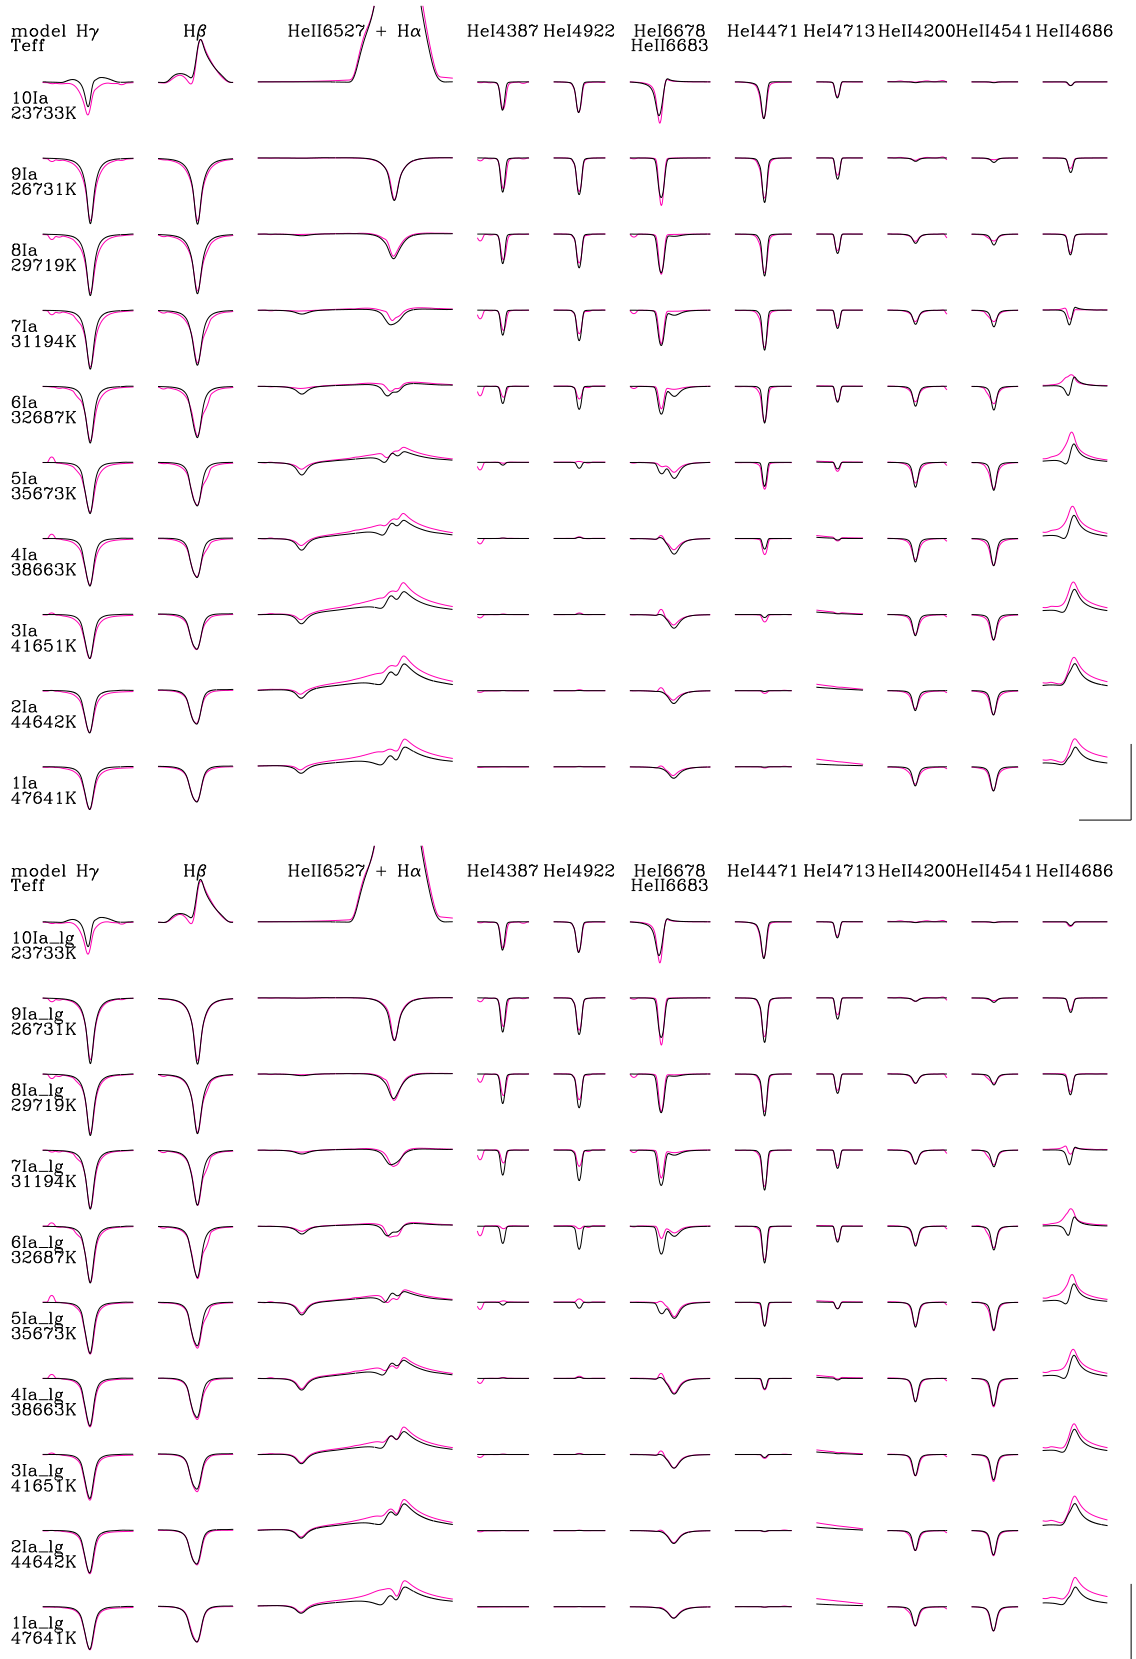 model Hγ Hβ HeII6527 + Hα HeI4387 HeI4922 HeI6678 HeI4471 HeI4713 HeII4200 HeII4541 HeII4686
Teff HeII6683
10Ia
23733K
9Ia
26731K
8Ia
29719K
7Ia
31194K
6Ia
32687K
5Ia
35673K
4Ia
38663K
3Ia
41651K
2Ia
44642K
1Ia
47641K
model Hγ Hβ HeII6527 + Hα HeI4387 HeI4922 HeI6678 HeI4471 HeI4713 HeII4200 HeII4541 HeII4686
Teff HeII6683
10Ia_lg
23733K
9Ia_lg
26731K
8Ia_lg
29719K
7Ia_lg
31194K
6Ia_lg
32687K
5Ia_lg
35673K
4Ia_lg
38663K
3Ia_lg
41651K
2Ia_lg
44642K
1Ia_lg
47641K